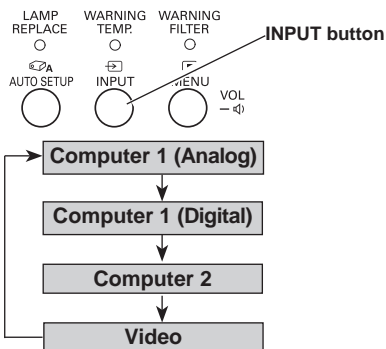 LAMP REPLACE
WARNING TEMP.
WARNING FILTER
INPUT button
A
AUTO SETUP
INPUT
MENU
VOL
–
Computer 1 (Analog)
Computer 1 (Digital)
Computer 2
Video